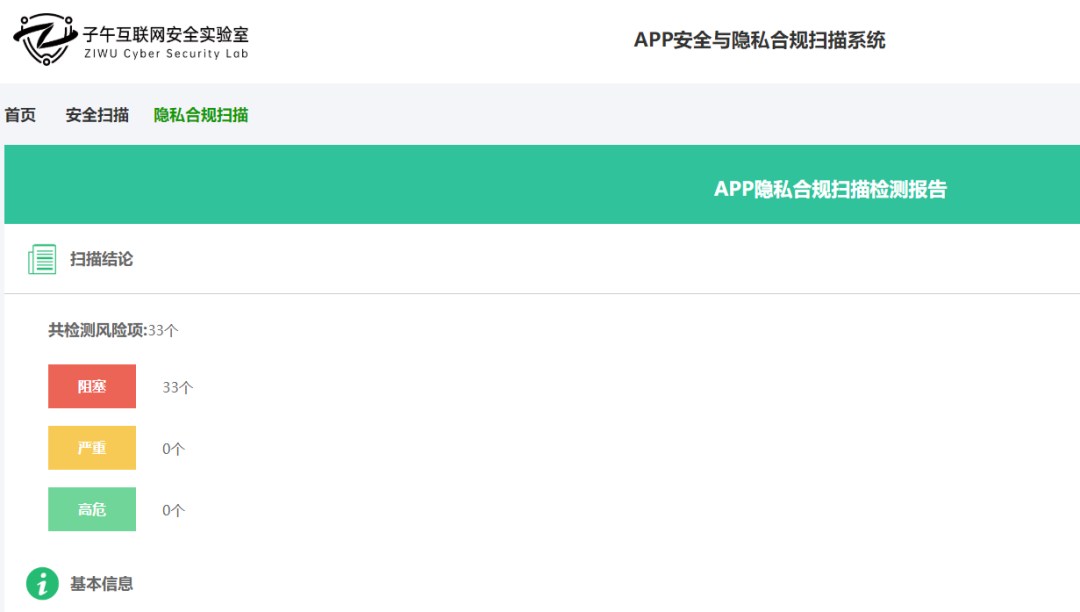 子午互联网安全实验室
ZIWU Cyber Security Lab
APP安全与隐私合规扫描系统
首页 安全扫描 隐私合规扫描
APP隐私合规扫描检测报告
扫描结论
共检测风险项:33个
阻塞 33个
严重 0个
高危 0个
基本信息